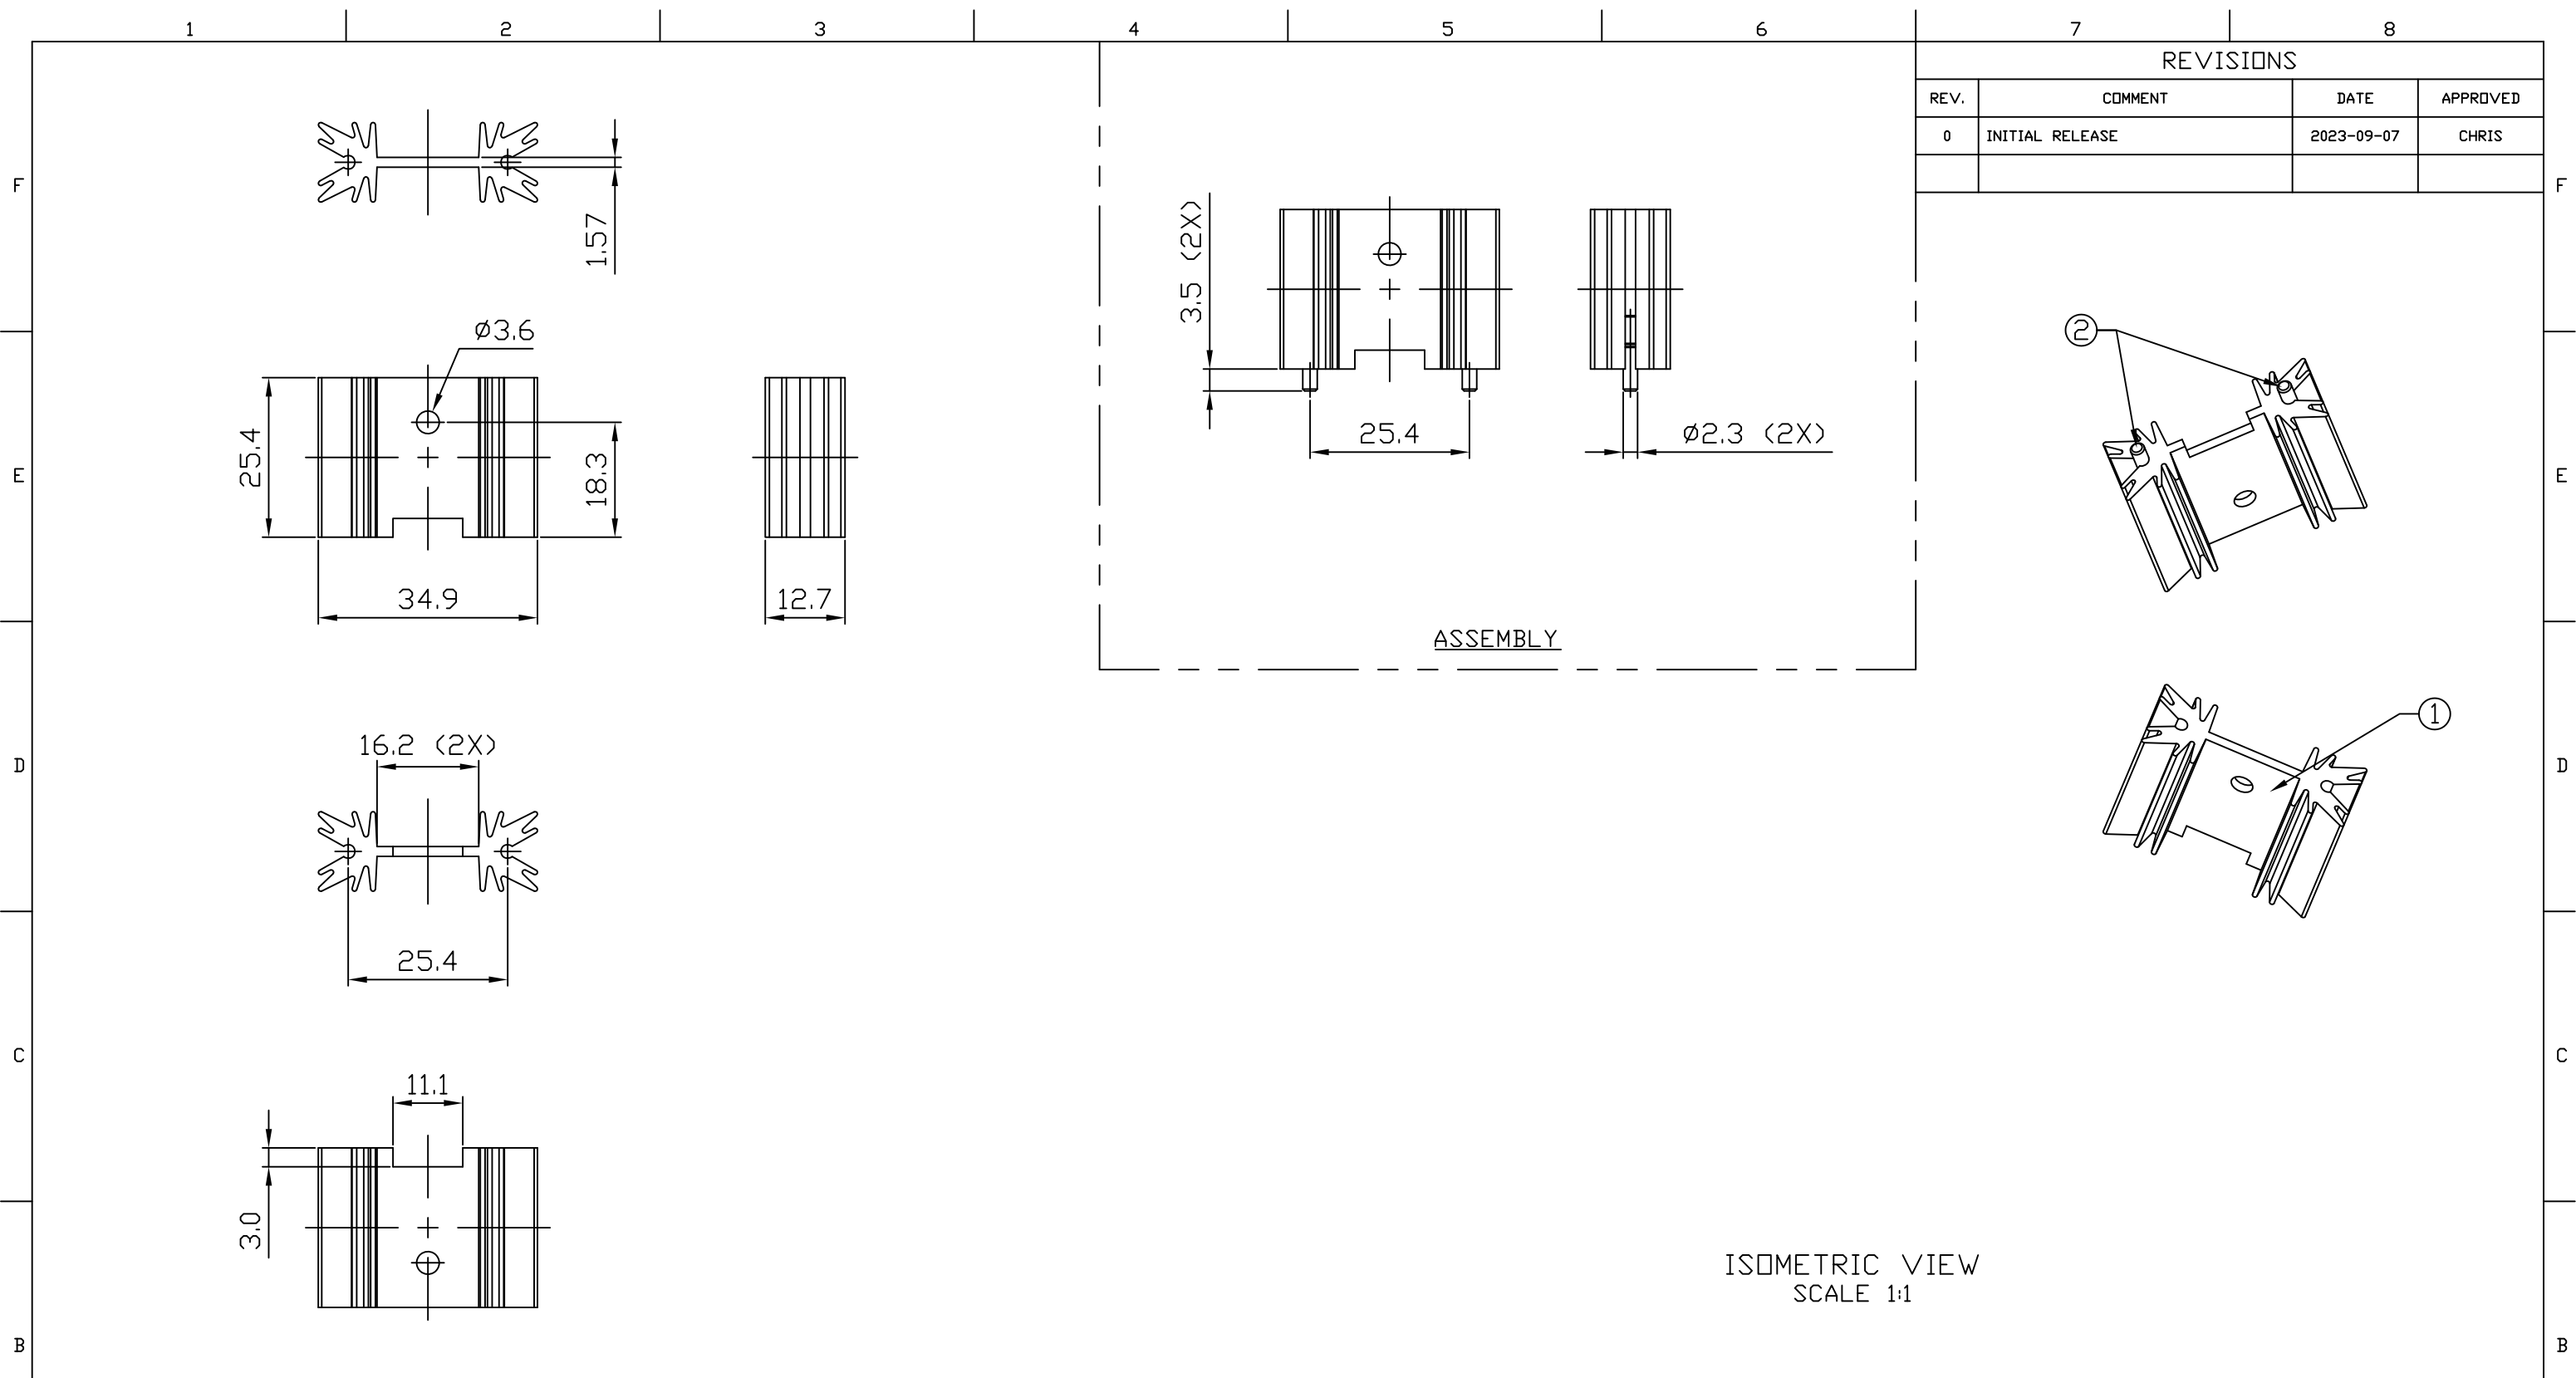 1 2 3 4 5 6 7 8
REVISIONS
REV. COMMENT DATE APPROVED
0 INITIAL RELEASE 2023-09-07 CHRIS
F F
1.57
3.5 (2X)
Ø3.6
2
25.4
Ø2.3 (2X)
25.4
18.3
E E
34.9
12.7
ASSEMBLY
1
16.2 (2X)
D D
25.4
C C
11.1
3.0
ISOMETRIC VIEW
SCALE 1:1
B B